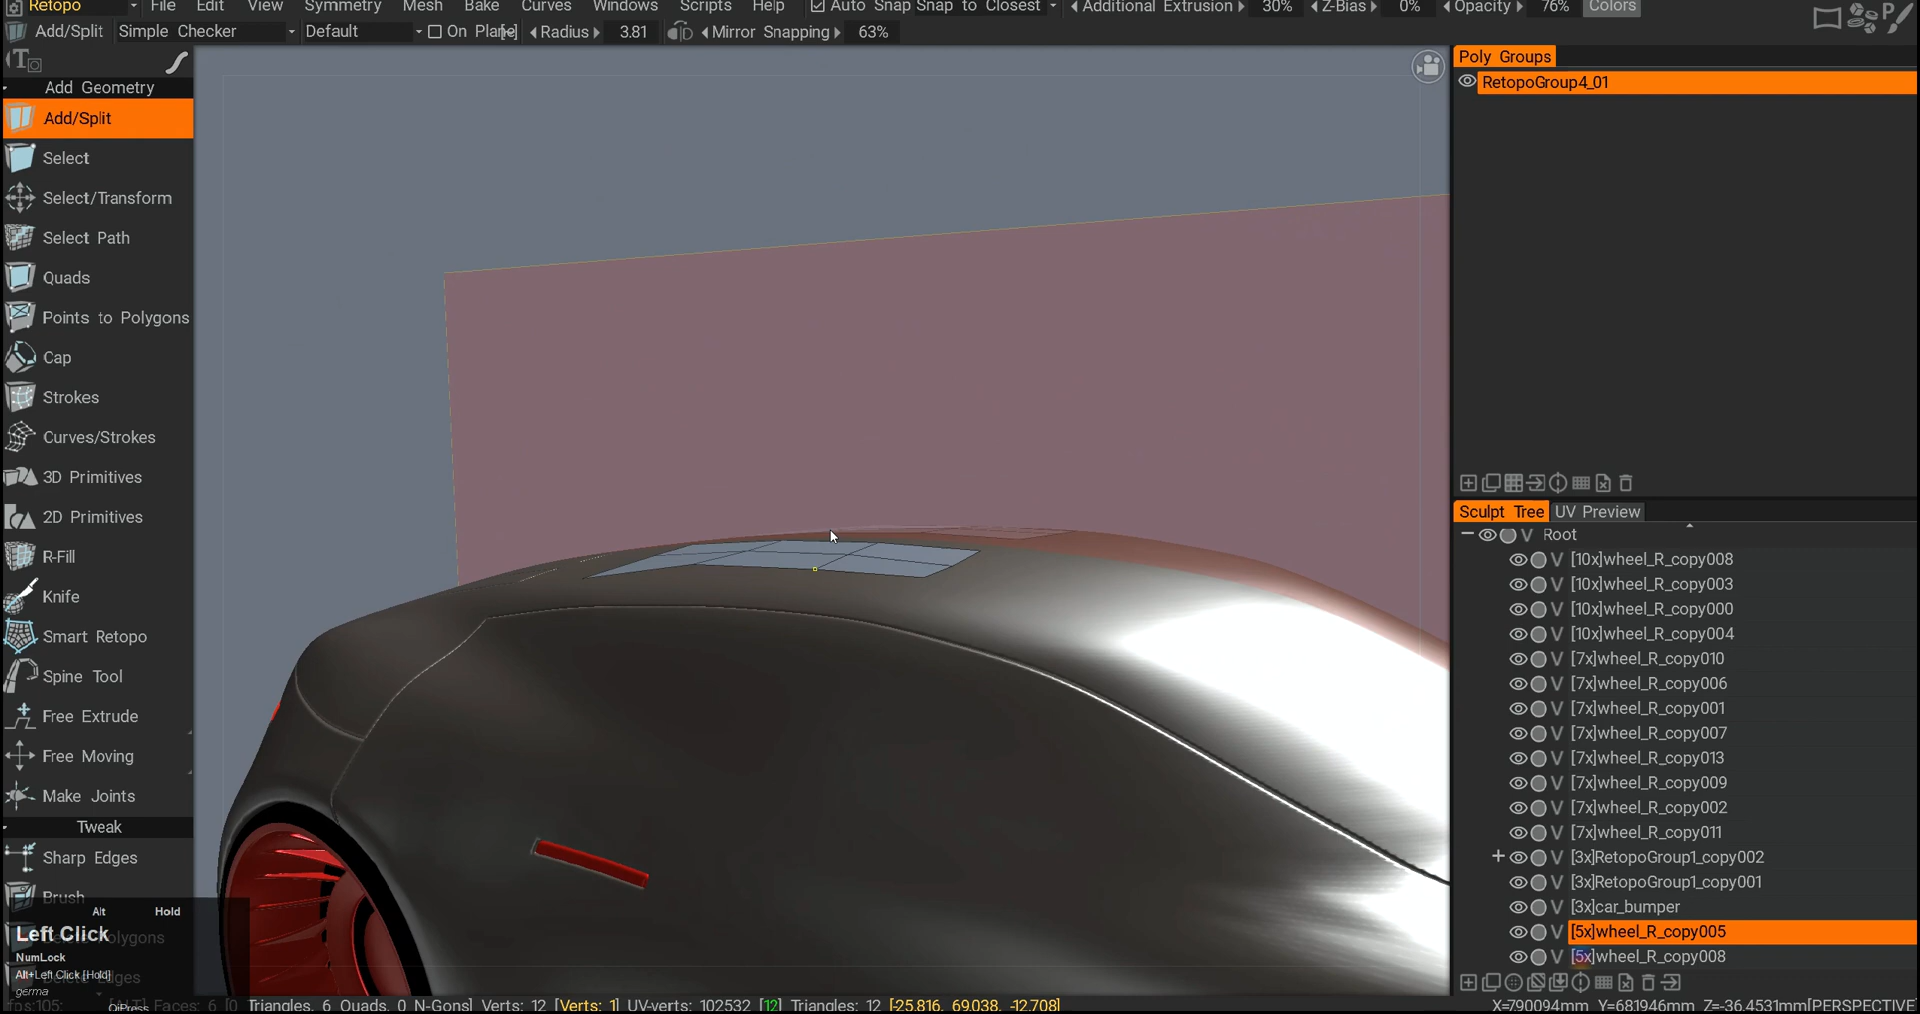 Retopo File Edit View Symmetry Mesh Bake Curves Windows Scripts Help Auto Snap Snap to Closest Additional Extrusion 30% Z-Bias 0% Opacity 76% Colors
Add/Split Simple Checker Default On Plane Radius 3.81 Mirror Snapping 63%
Add Geometry
Add/Split
Select
Select/Transform
Select Path
Quads
Points to Polygons
Cap
Strokes
Curves/Strokes
3D Primitives
2D Primitives
R-Fill
Knife
Smart Retopo
Spine Tool
Free Extrude
Free Moving
Make Joints
Tweak
Sharp Edges
Brush
Alt Hold
Left Click
Polygons
NumLock
Alt+Left Click [Hold]
germa
Poly Groups
RetopoGroup4_01
Sculpt Tree UV Preview
Root
[10x]wheel_R_copy008
[10x]wheel_R_copy003
[10x]wheel_R_copy000
[10x]wheel_R_copy004
[7x]wheel_R_copy010
[7x]wheel_R_copy006
[7x]wheel_R_copy001
[7x]wheel_R_copy007
[7x]wheel_R_copy013
[7x]wheel_R_copy009
[7x]wheel_R_copy002
[7x]wheel_R_copy011
[3x]RetopoGroup1_copy002
[3x]RetopoGroup1_copy001
[3x]car_bumper
[5x]wheel_R_copy005
[5x]wheel_R_copy008
fps:105; [ALT] Faces: 6 [0 Triangles, 6 Quads, 0 N-Gons] Verts: 12 [Verts: 1] UV-verts: 102532 [12] Triangles: 12 [-25.816, 69.038, -12.708]
X=790094mm Y=681946mm Z=-36.4531mm[PERSPECTIVE